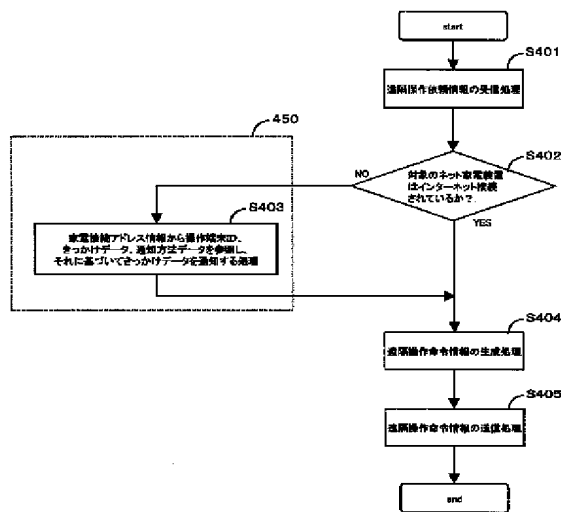 start
S401
遠隔操作依頼情報の受信処理
450
S402
NO
対象のネット家電装置
はインターネット接続
されているか？
S403
YES
家電接続アドレス情報から操作端末ID、
きっかけデータ、通知方法データを参照し、
それに基づいてきっかけデータを通知する処理
S404
遠隔操作命令情報の生成処理
S405
遠隔操作命令情報の送信処理
end